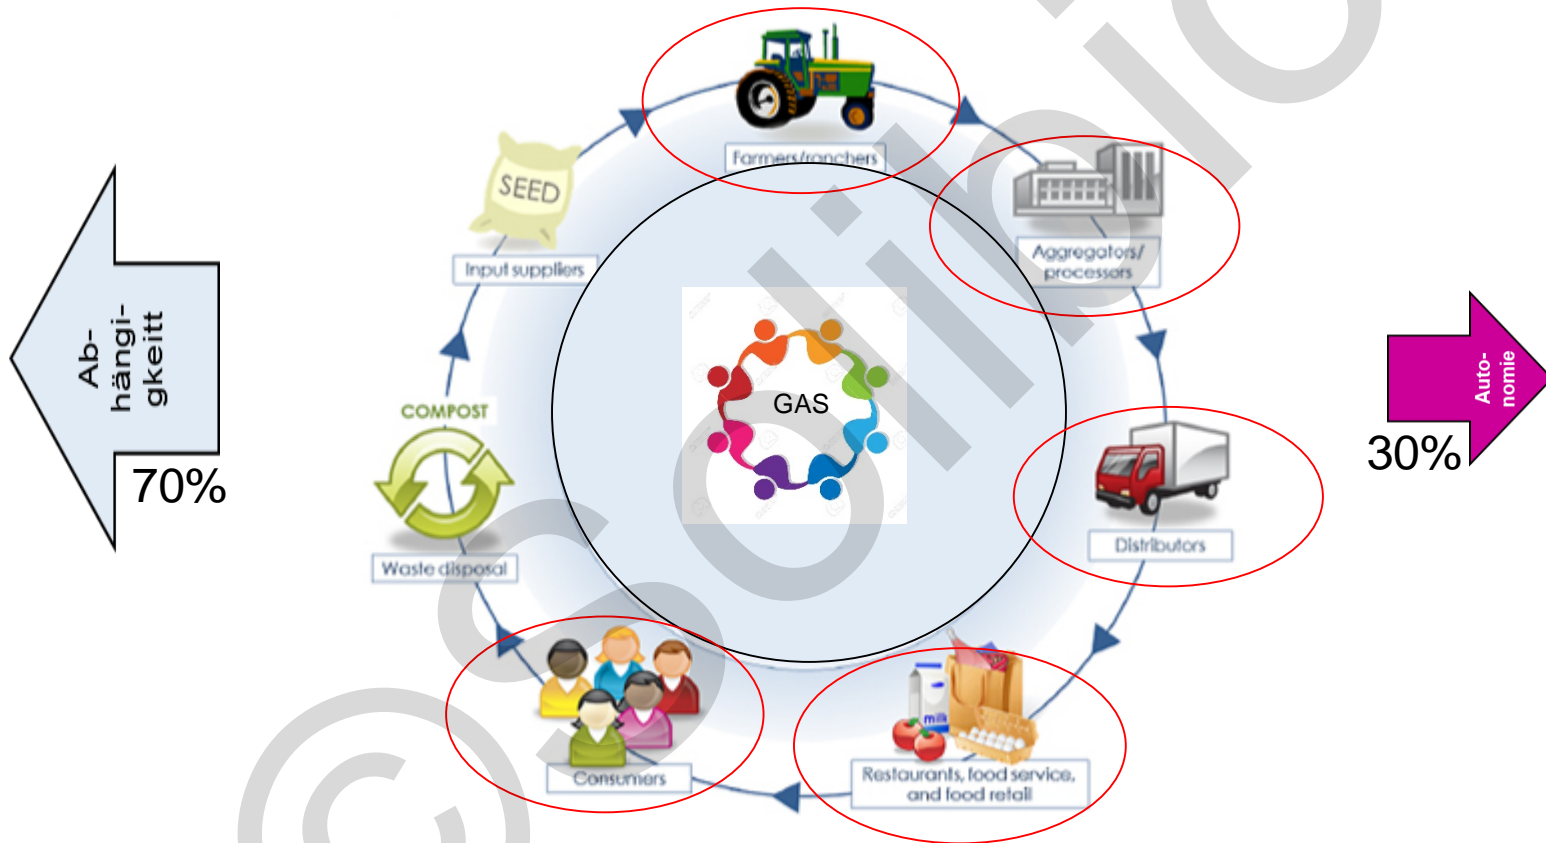 Farmers/ranchers
SEED
Input suppliers
Aggregators/
processors
Ab-
hängi-
gkeitt
70%
GAS
Auto-
nomie
30%
COMPOST
Waste disposal
Distributors
milk
Consumers
Restaurants, food service,
and food retail
©Solibio